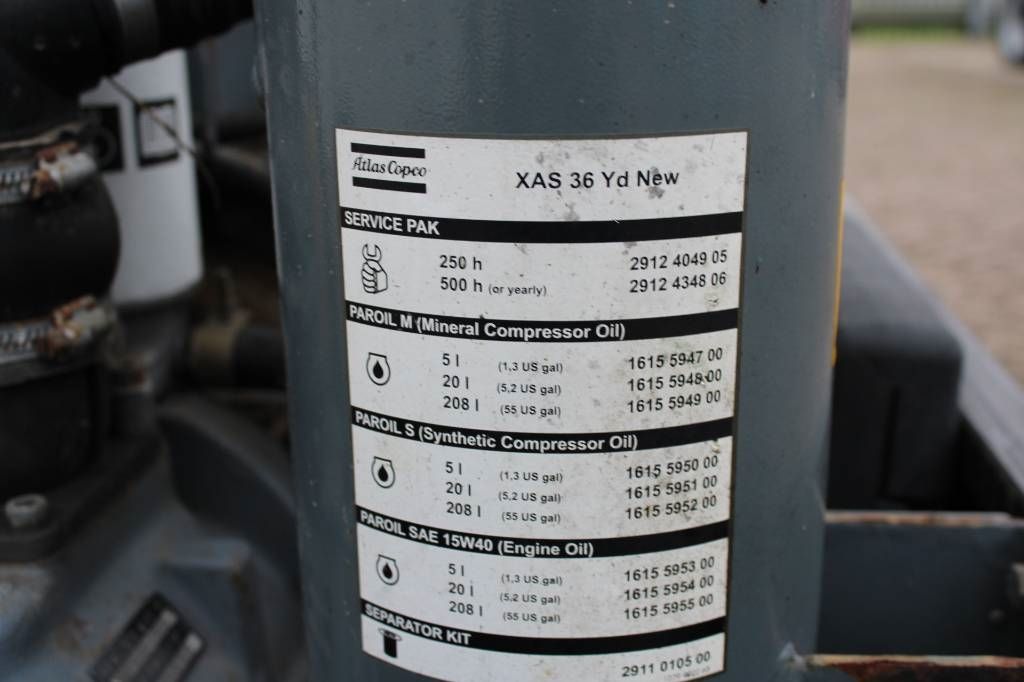 Atlas Copco
XAS 36 Yd New
SERVICE PAK
250 h 2912 4049 05
500 h (or yearly) 2912 4348 06
PAROIL M (Mineral Compressor Oil)
5 l (1,3 US gal) 1615 5947 00
20 l (5,2 US gal) 1615 5948 00
208 l (55 US gal) 1615 5949 00
PAROIL S (Synthetic Compressor Oil)
5 l (1,3 US gal) 1615 5950 00
20 l (5,2 US gal) 1615 5951 00
208 l (55 US gal) 1615 5952 00
PAROIL SAE 15W40 (Engine Oil)
5 l (1,3 US gal) 1615 5953 00
20 l (5,2 US gal) 1615 5954 00
208 l (55 US gal) 1615 5955 00
SEPARATOR KIT
2911 0105 00